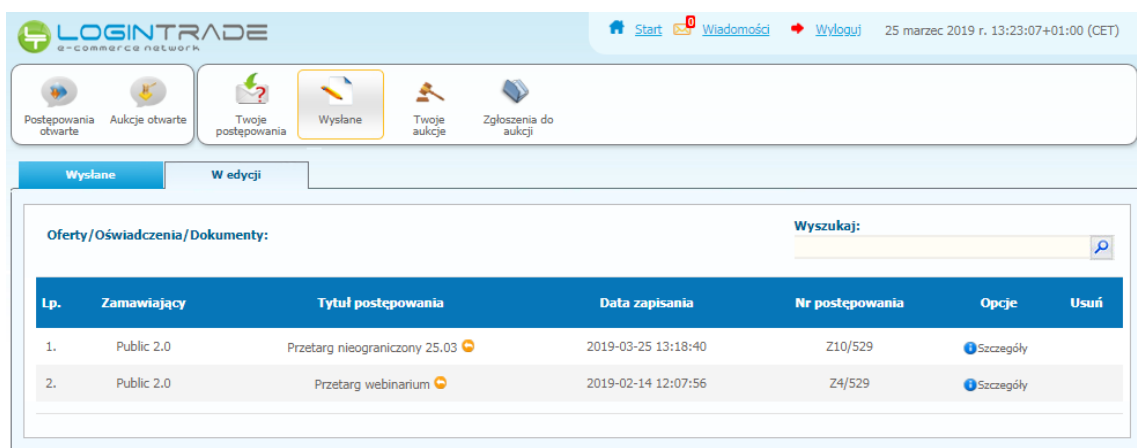 LOGINTRADE
e-commerce network
Start 0 Wiadomości Wyloguj 25 marzec 2019 r. 13:23:07+01:00 (CET)
Postępowania otwarte
Aukcje otwarte
Twoje postępowania
Wysłane
Twoje aukcje
Zgłoszenia do aukcji
Wysłane W edycji
Oferty/Oświadczenia/Dokumenty:
Wyszukaj:
Lp. Zamawiający Tytuł postępowania Data zapisania Nr postępowania Opcje Usuń
1. Public 2.0 Przetarg nieograniczony 25.03 2019-03-25 13:18:40 Z10/529 Szczegóły
2. Public 2.0 Przetarg webinarium 2019-02-14 12:07:56 Z4/529 Szczegóły